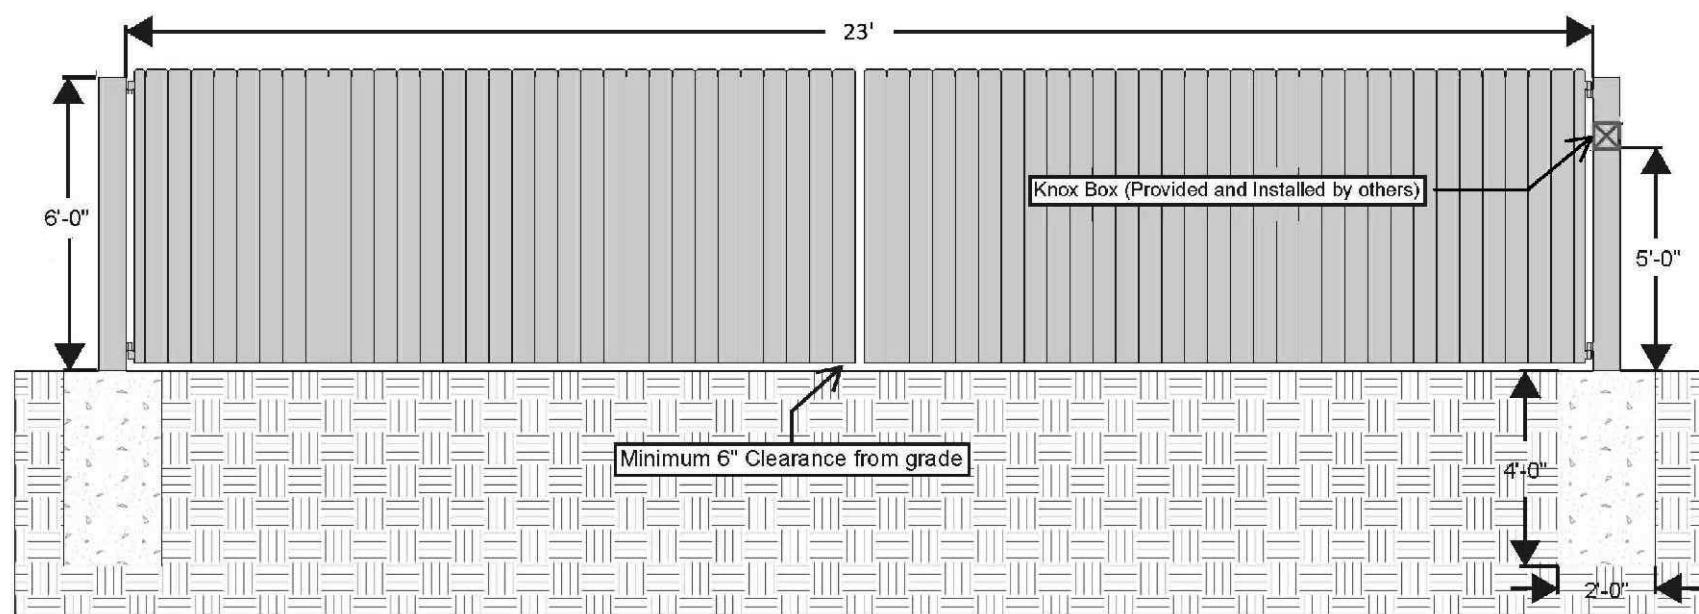 23'
Knox Box (Provided and Installed by others)
6'-0"
5'-0"
Minimum 6" Clearance from grade
4'-0"
2'-0"